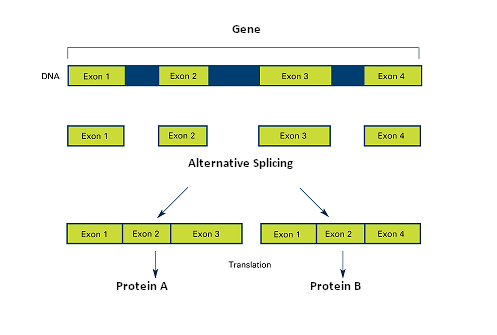 Gene
DNA Exon 1 Exon 2 Exon 3 Exon 4
Exon 1 Exon 2 Exon 3 Exon 4
Alternative Splicing
Exon 1 Exon 2 Exon 3 Exon 1 Exon 2 Exon 4
Translation
Protein A Protein B